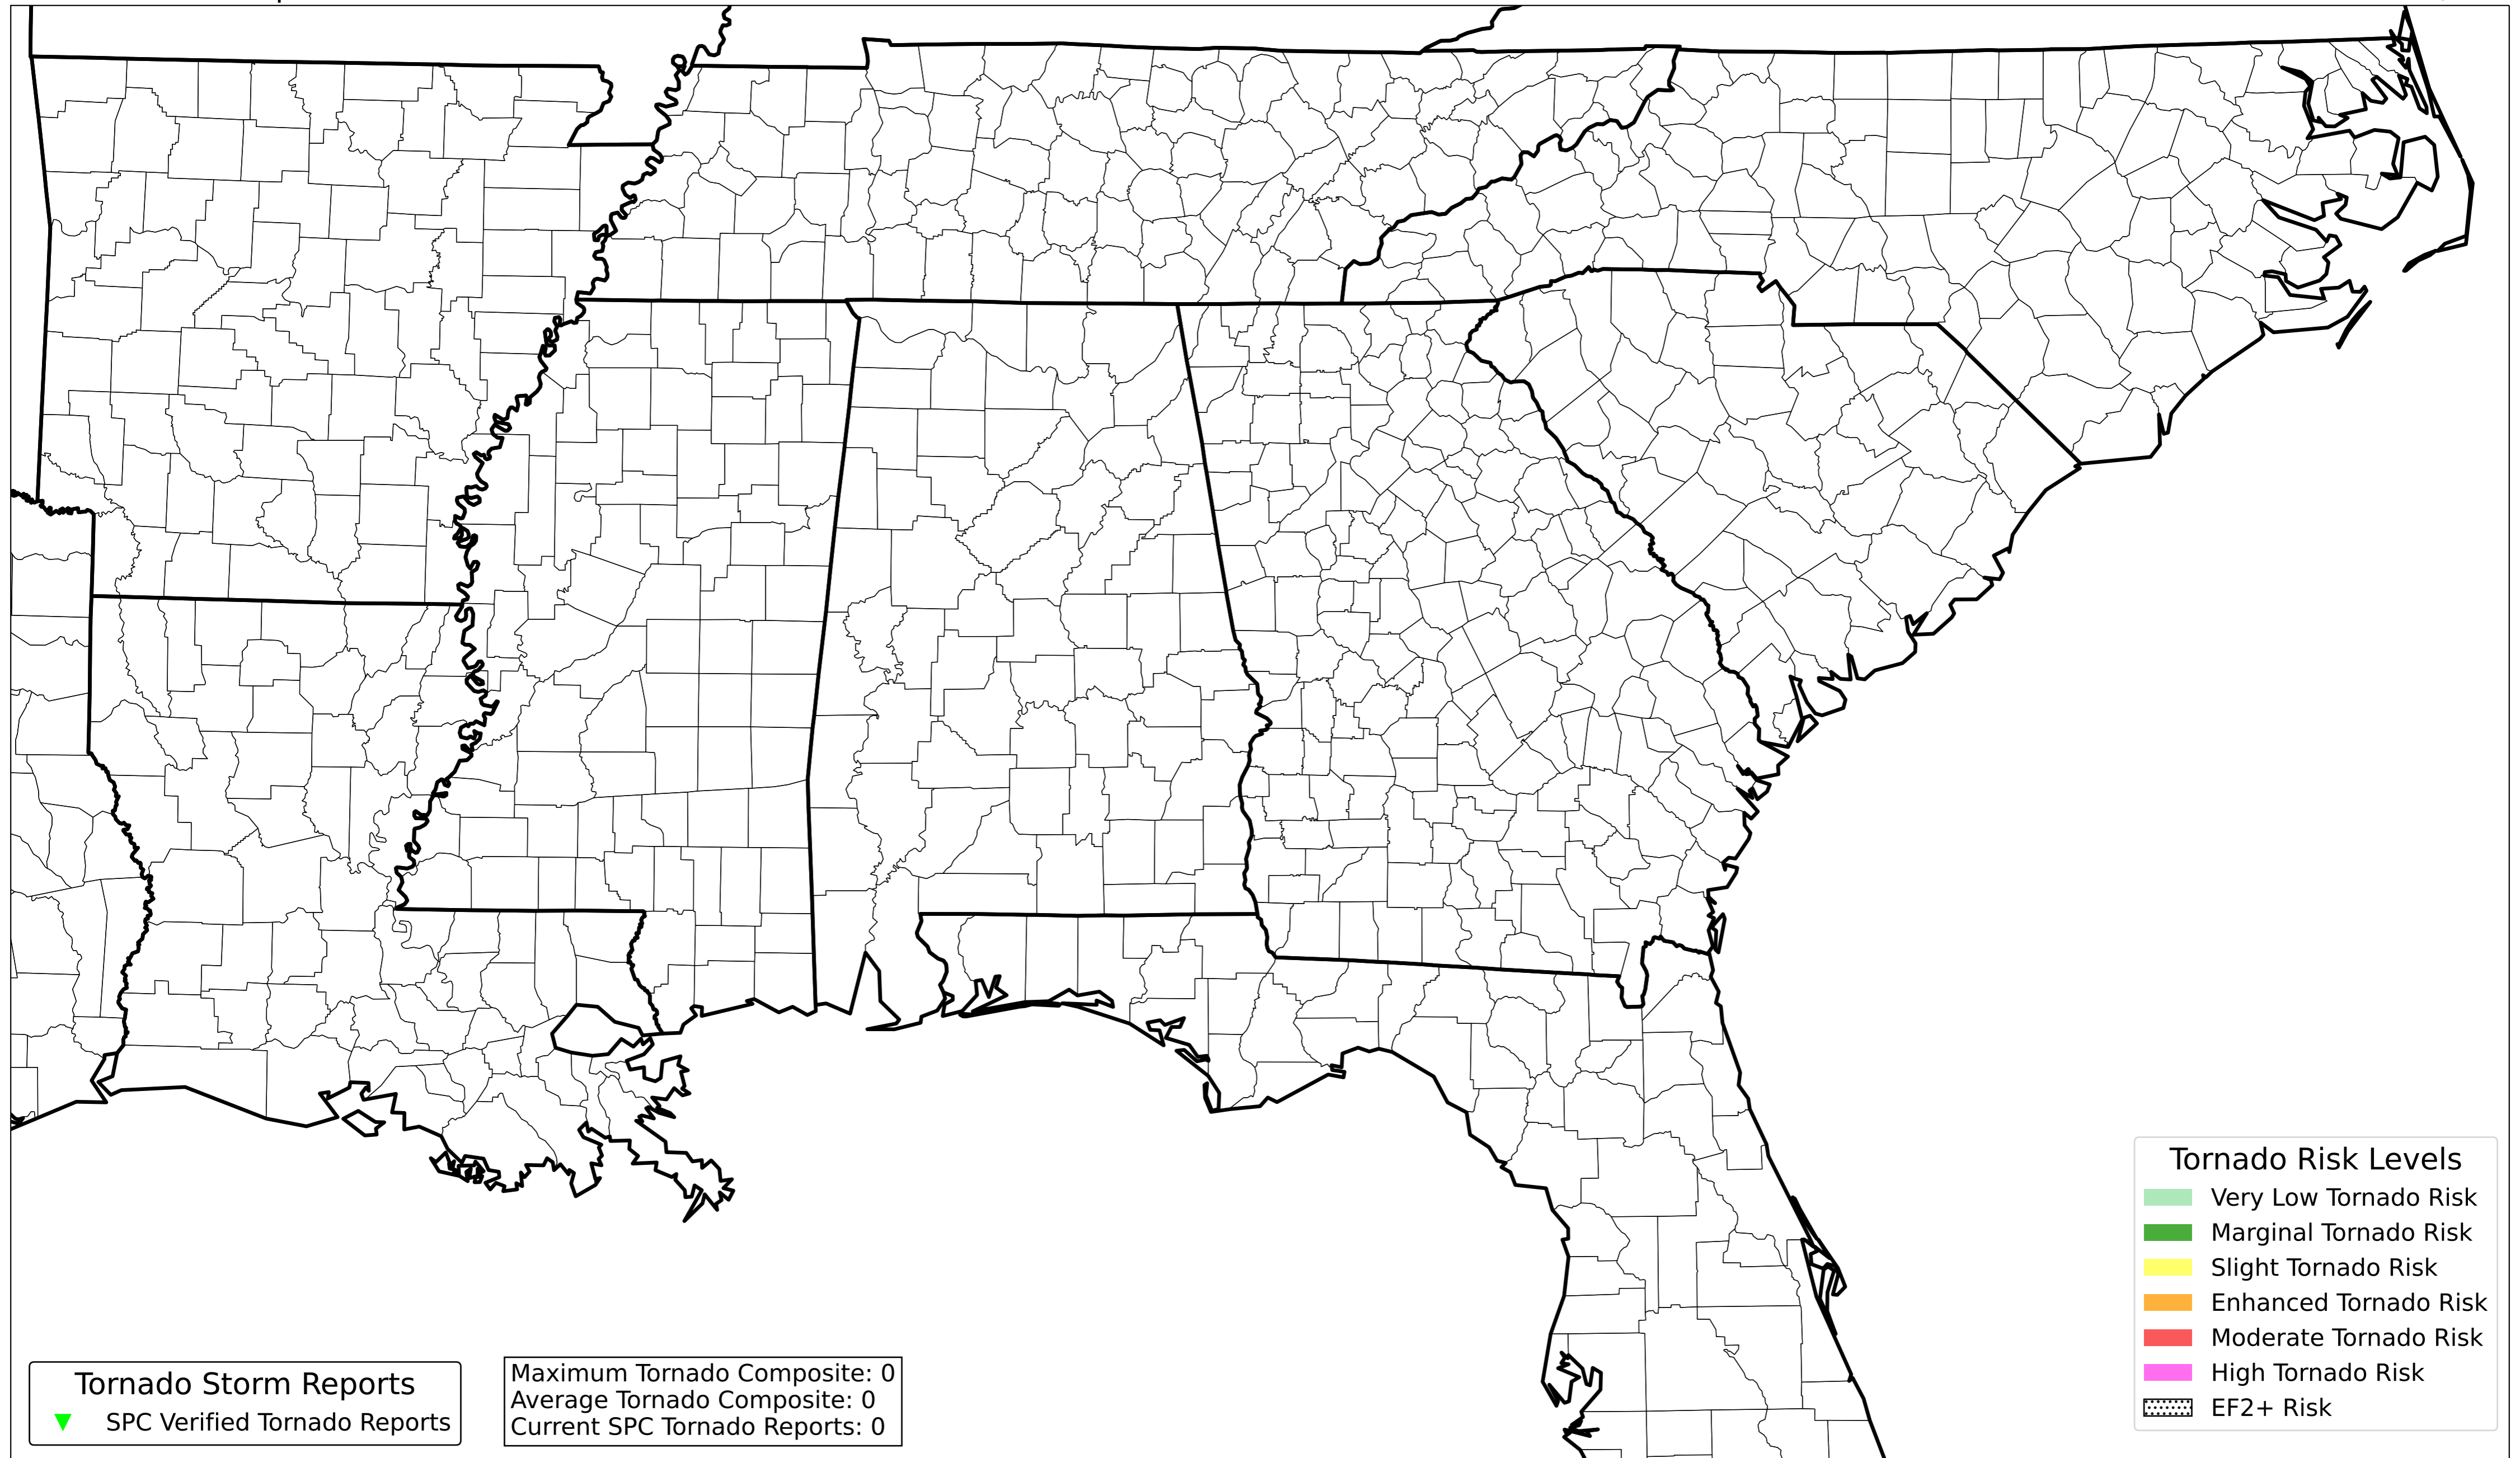 Tornado Risk Levels
Very Low Tornado Risk
Marginal Tornado Risk
Slight Tornado Risk
Enhanced Tornado Risk
Moderate Tornado Risk
High Tornado Risk
EF2+ Risk
Tornado Storm Reports
SPC Verified Tornado Reports
Maximum Tornado Composite: 0
Average Tornado Composite: 0
Current SPC Tornado Reports: 0